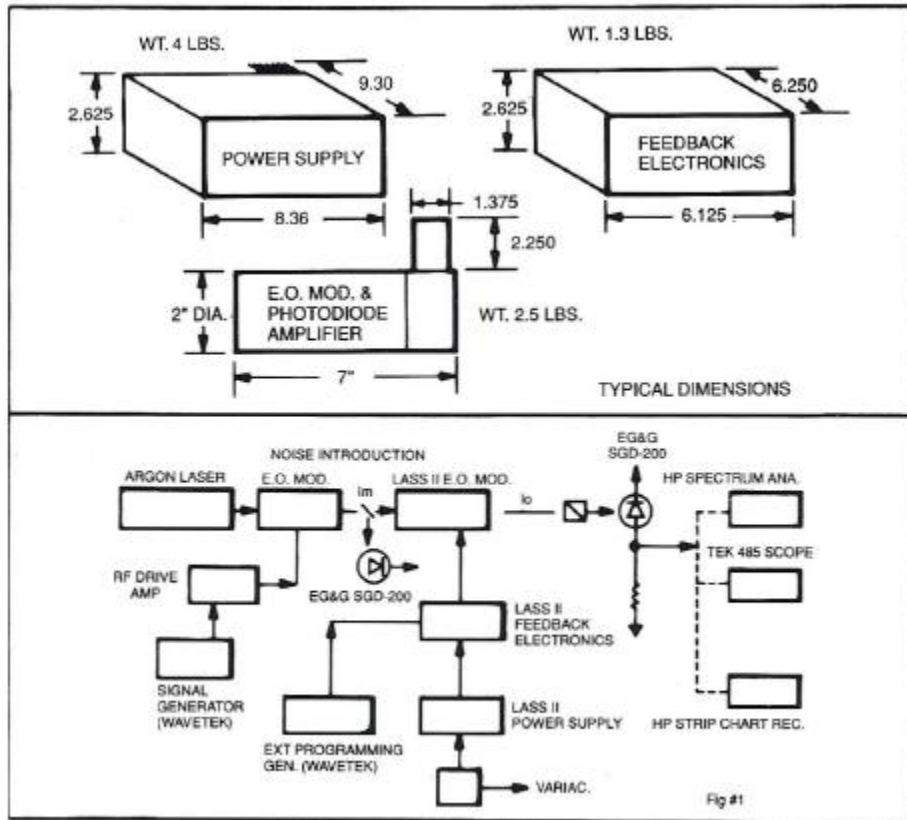 WT. 4 LBS.
WT. 1.3 LBS.
9.30
6.250
2.625
2.625
POWER SUPPLY
FEEDBACK
ELECTRONICS
8.36
1.375
6.125
2.250
2" DIA.
E.O. MOD. &
PHOTODIODE
AMPLIFIER
WT. 2.5 LBS.
7"
TYPICAL DIMENSIONS
NOISE INTRODUCTION
EG&G
SGD-200
ARGON LASER
E.O. MOD.
Im
LASS II E.O. MOD.
Io
HP SPECTRUM ANA.
RF DRIVE
AMP
EG&G SGD-200
TEK 485 SCOPE
LASS II
FEEDBACK
ELECTRONICS
SIGNAL
GENERATOR
(WAVETEK)
LASS II
POWER SUPPLY
HP STRIP CHART REC.
EXT PROGRAMMING
GEN. (WAVETEK)
VARIAC.
Fig #1